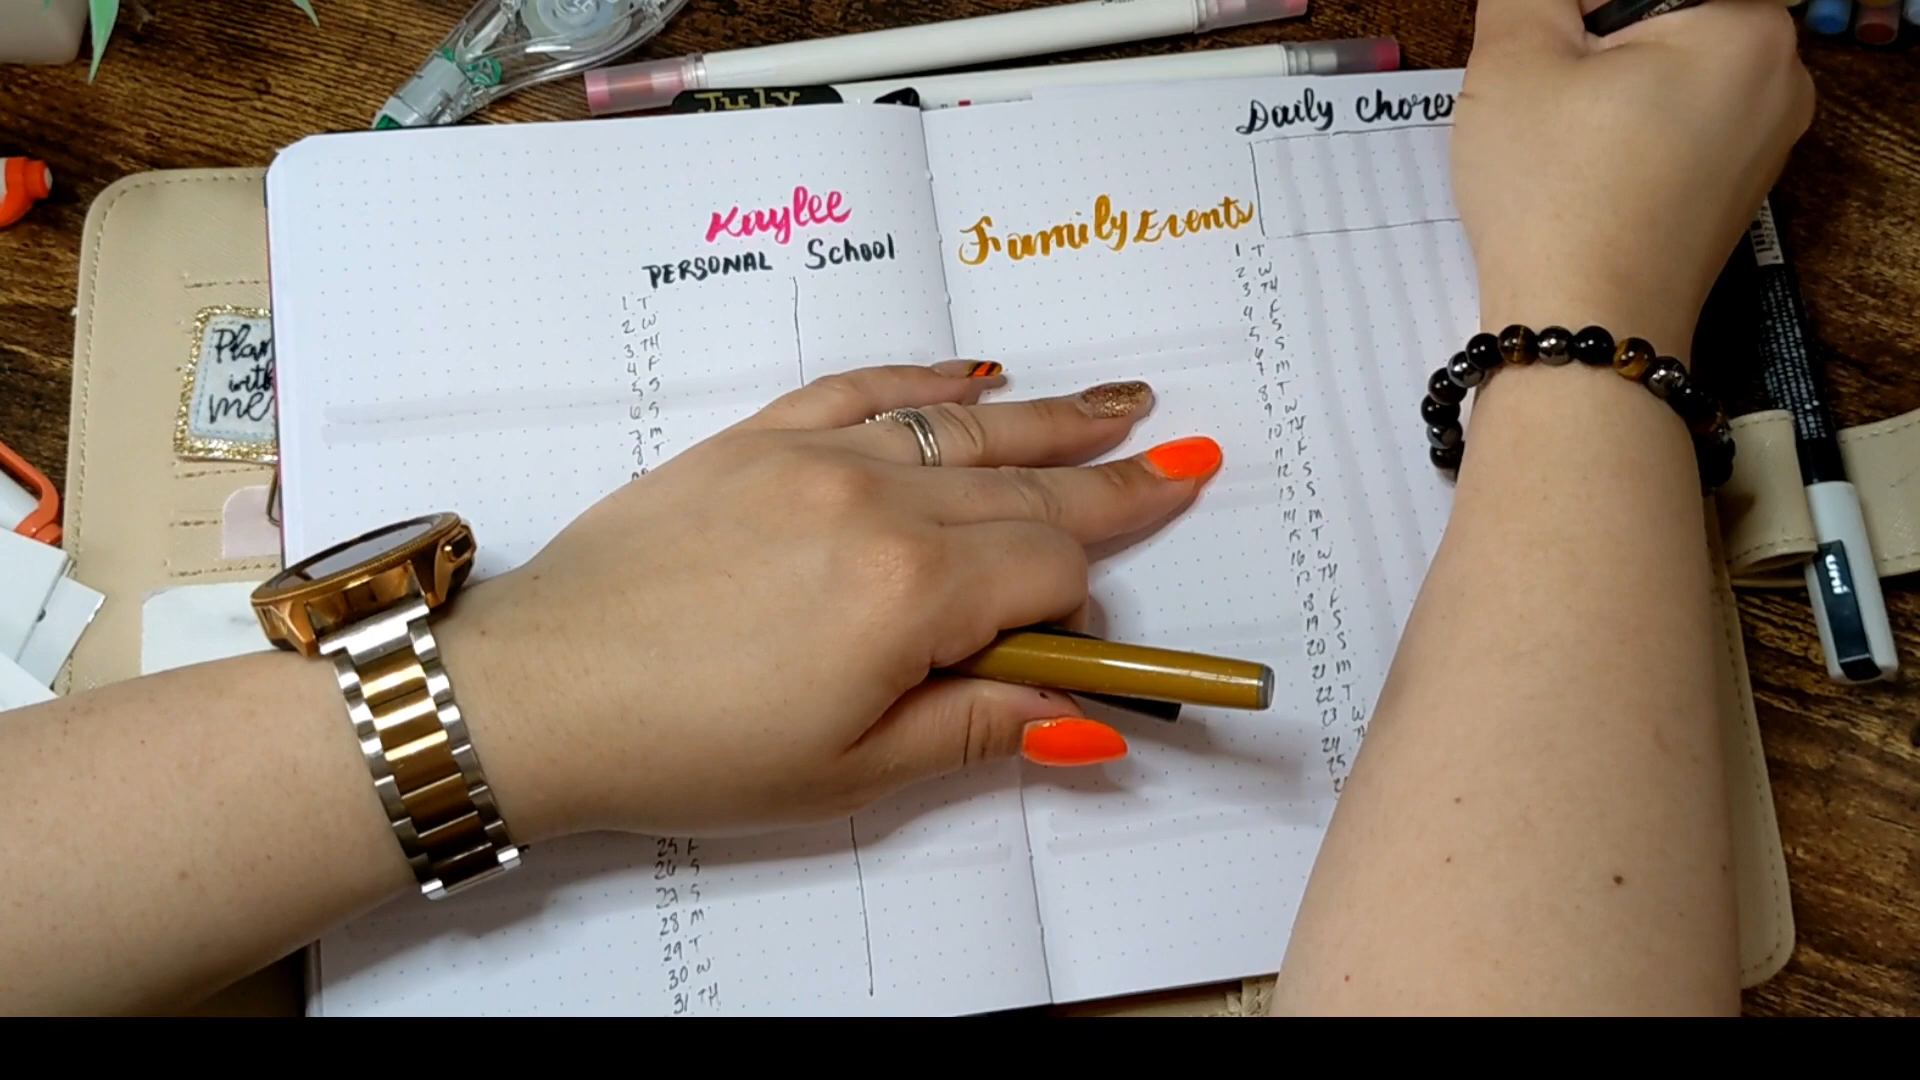 July
Daily Chores
Kaylee
PERSONAL School
Family Events
1 T
2 W
3 TH
4 F
5 S
6 S
7 M
8 T
25 F
26 S
27 S
28 M
29 T
30 W
31 TH
1 T
2 W
3 TH
4 F
5 S
6 S
7 M
8 T
9 W
10 TH
11 F
12 S
13 S
14 M
15 T
16 W
17 TH
18 F
19 S
20 S
21 M
22 T
23 W
24
25
Plan
with
me
uni